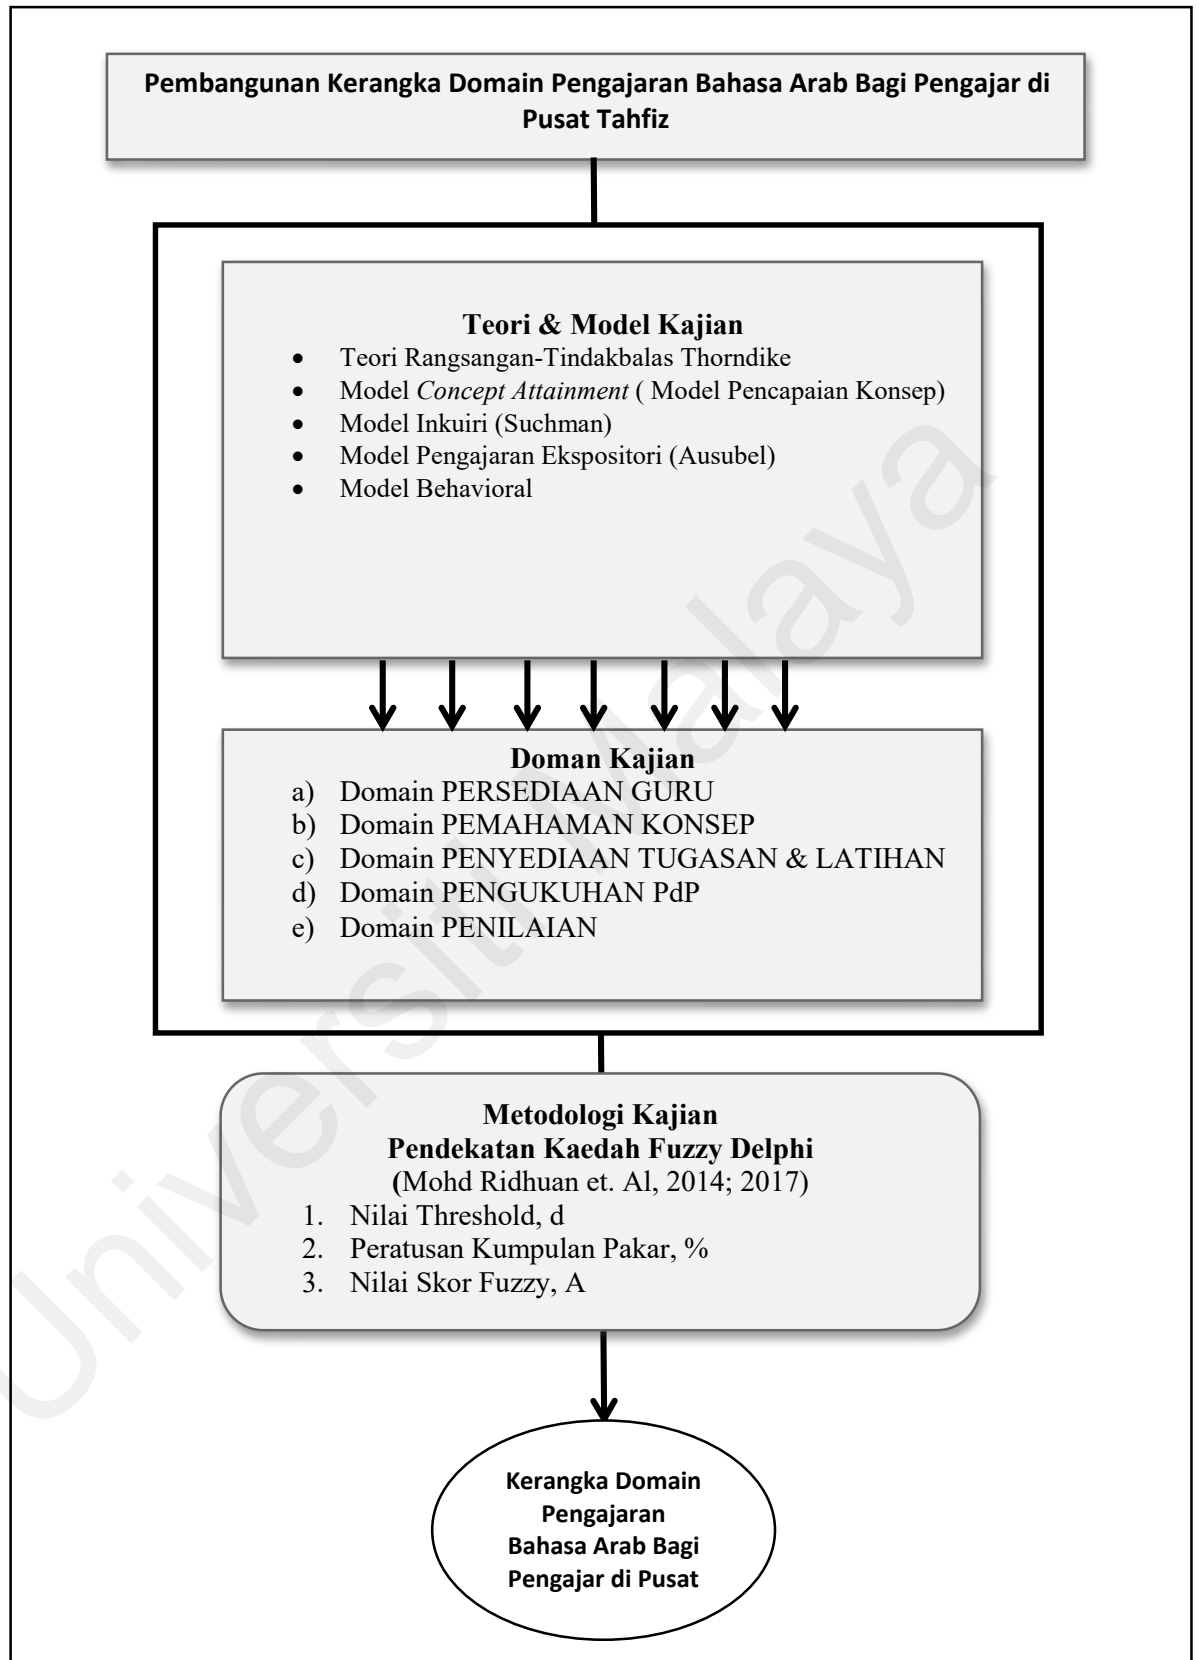 Pembangunan Kerangka Domain Pengajaran Bahasa Arab Bagi Pengajar di
Pusat Tahfiz
Teori & Model Kajian
• Teori Rangsangan-Tindakbalas Thorndike
• Model Concept Attainment ( Model Pencapaian Konsep)
• Model Inkuiri (Suchman)
• Model Pengajaran Ekspositori (Ausubel)
• Model Behavioral
Doman Kajian
a) Domain PERSEDIAAN GURU
b) Domain PEMAHAMAN KONSEP
c) Domain PENYEDIAAN TUGASAN & LATIHAN
d) Domain PENGUKUHAN PdP
e) Domain PENILAIAN
Metodologi Kajian
Pendekatan Kaedah Fuzzy Delphi
(Mohd Ridhuan et. Al, 2014; 2017)
1. Nilai Threshold, d
2. Peratusan Kumpulan Pakar, %
3. Nilai Skor Fuzzy, A
Kerangka Domain
Pengajaran
Bahasa Arab Bagi
Pengajar di Pusat
Universiti Malaya